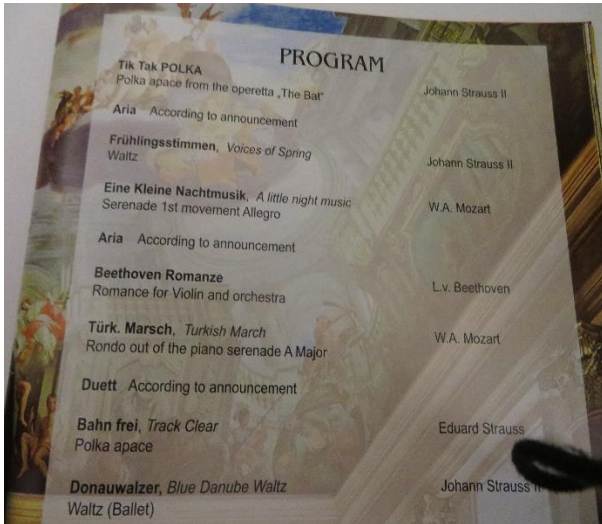 PROGRAM
Tik Tak POLKA
Polka apace from the operetta „The Bat" Johann Strauss II
Aria According to announcement
Frühlingsstimmen, Voices of Spring
Waltz Johann Strauss II
Eine Kleine Nachtmusik, A little night music
Serenade 1st movement Allegro W.A. Mozart
Aria According to announcement
Beethoven Romanze
Romance for Violin and orchestra L.v. Beethoven
Türk. Marsch, Turkish March W.A. Mozart
Rondo out of the piano serenade A Major
Duett According to announcement
Bahn frei, Track Clear Eduard Strauss
Polka apace
Donauwalzer, Blue Danube Waltz Johann Strauss II
Waltz (Ballet)